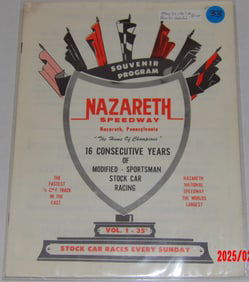 33
SOUVENIR
PROGRAM
NAZARETH
SPEEDWAY
Nazareth, Pennsylvania
"The Home Of Champions"
16 CONSECUTIVE YEARS
OF
MODIFIED - SPORTSMAN
STOCK CAR
RACING
THE
FASTEST
TRACK
IN
THE EAST
NAZARETH
NATIONAL
SPEEDWAY
THE WORLDS
LARGEST
VOL. 1 - 35¢
STOCK CAR RACES EVERY SUNDAY
2025/02